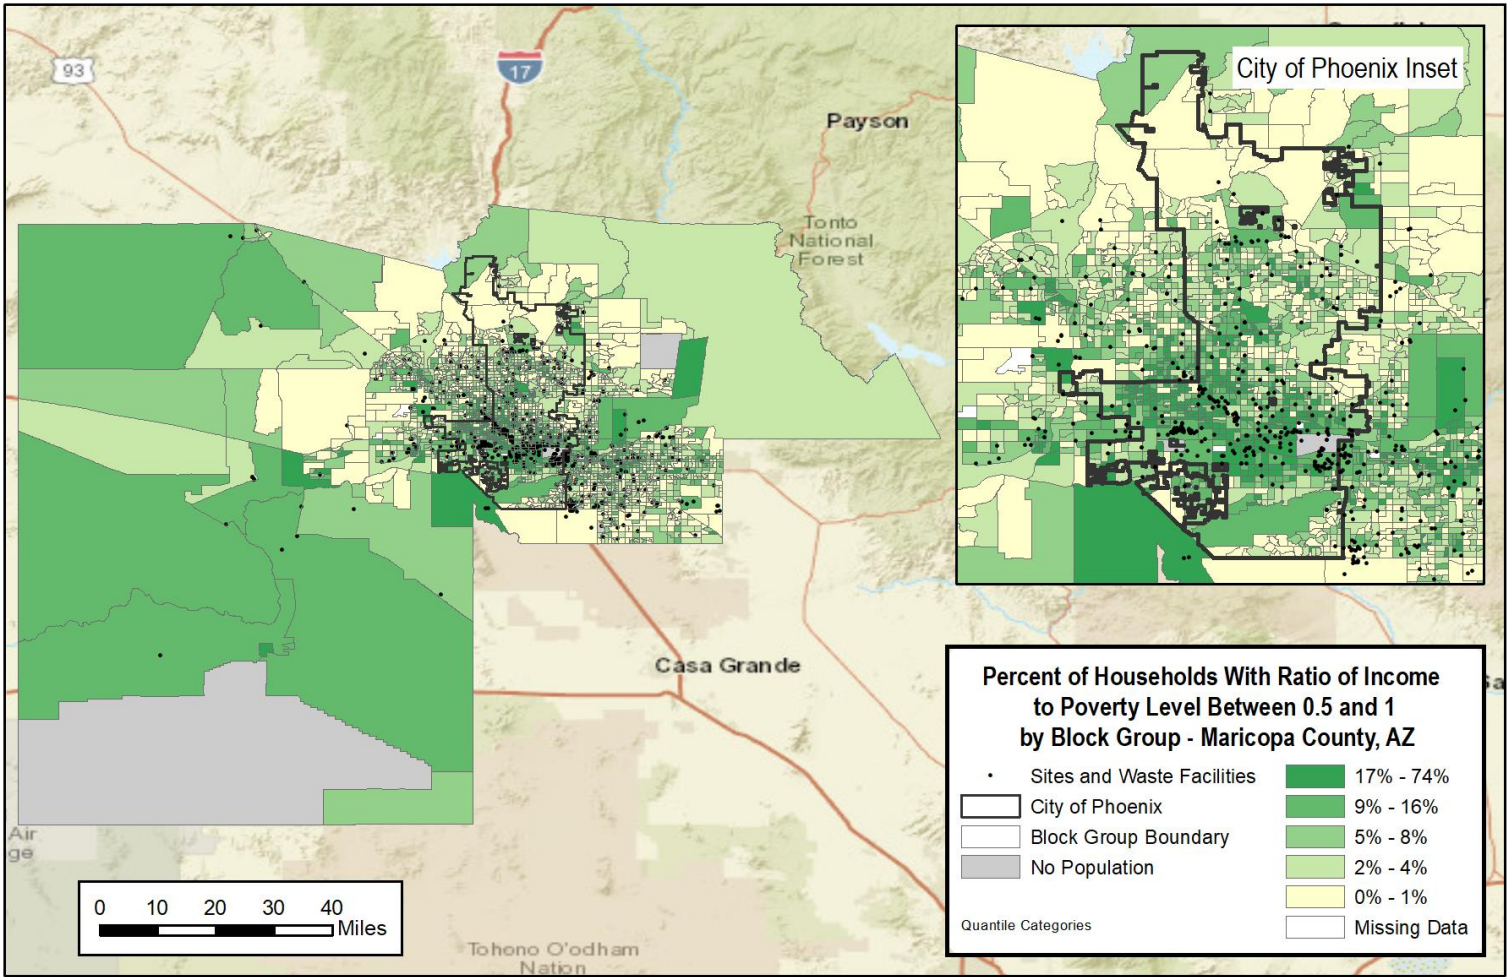 93
17
City of Phoenix Inset
Payson
Tonto
National
Forest
Casa Grande
Air
ge
Tohono O'odham
Nation
0 10 20 30 40
Miles
Percent of Households With Ratio of Income
to Poverty Level Between 0.5 and 1
by Block Group - Maricopa County, AZ
Sites and Waste Facilities
City of Phoenix
Block Group Boundary
No Population
Quantile Categories
17% - 74%
9% - 16%
5% - 8%
2% - 4%
0% - 1%
Missing Data
Sa